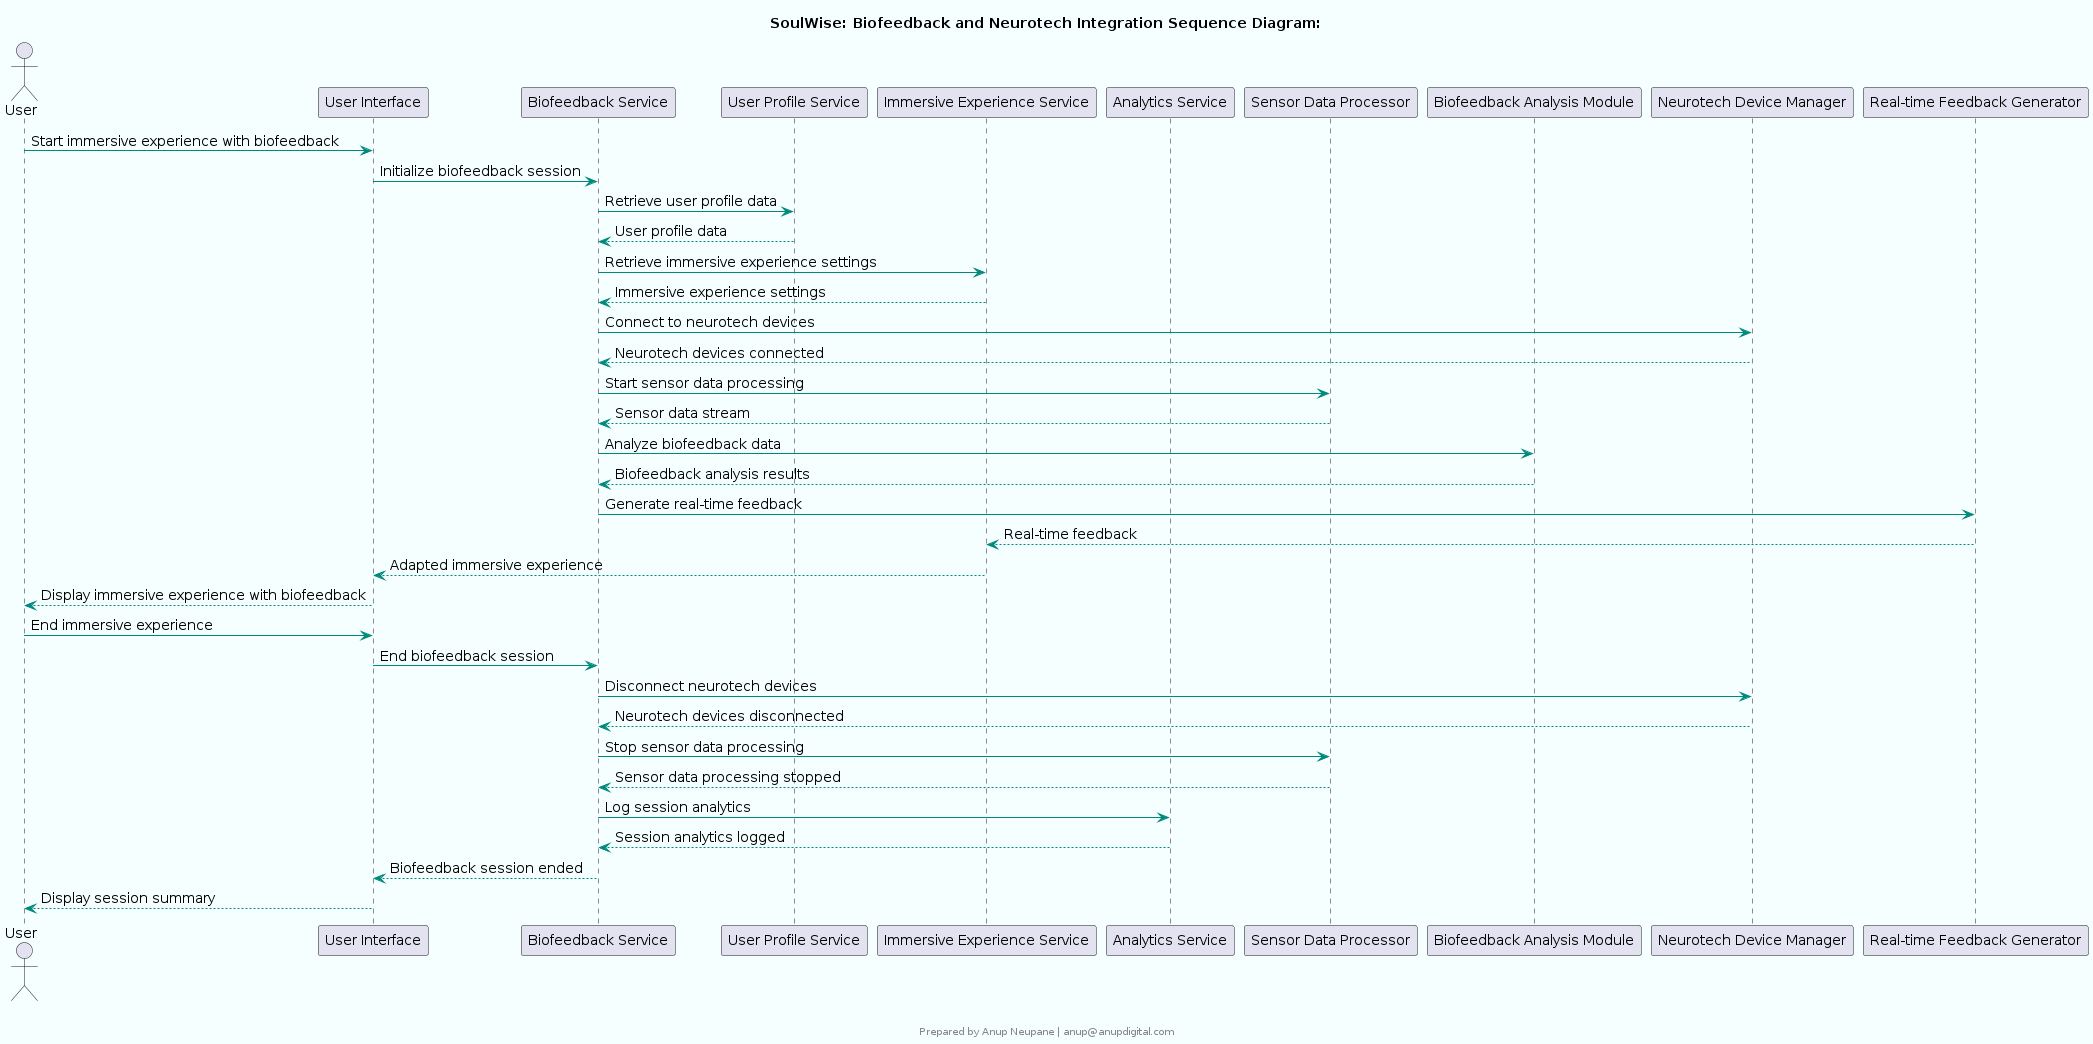 SoulWise: Biofeedback and Neurotech Integration Sequence Diagram:
User
User Interface
Biofeedback Service
User Profile Service
Immersive Experience Service
Analytics Service
Sensor Data Processor
Biofeedback Analysis Module
Neurotech Device Manager
Real-time Feedback Generator
Start immersive experience with biofeedback
Initialize biofeedback session
Retrieve user profile data
User profile data
Retrieve immersive experience settings
Immersive experience settings
Connect to neurotech devices
Neurotech devices connected
Start sensor data processing
Sensor data stream
Analyze biofeedback data
Biofeedback analysis results
Generate real-time feedback
Real-time feedback
Adapted immersive experience
Display immersive experience with biofeedback
End immersive experience
End biofeedback session
Disconnect neurotech devices
Neurotech devices disconnected
Stop sensor data processing
Sensor data processing stopped
Log session analytics
Session analytics logged
Biofeedback session ended
Display session summary
User
User Interface
Biofeedback Service
User Profile Service
Immersive Experience Service
Analytics Service
Sensor Data Processor
Biofeedback Analysis Module
Neurotech Device Manager
Real-time Feedback Generator
Prepared by Anup Neupane | anup@anupdigital.com